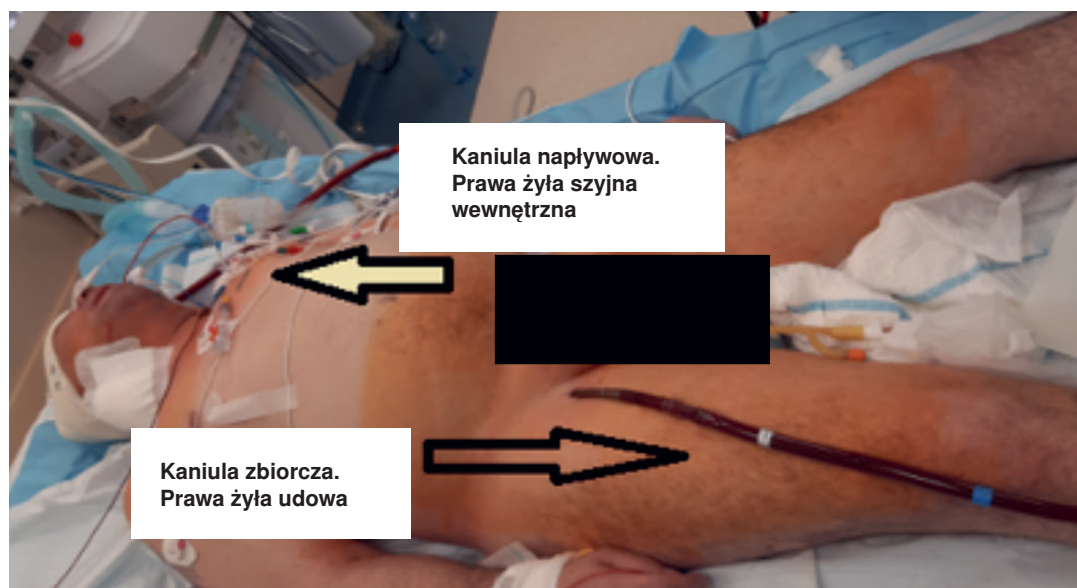 Kaniula napływowa.
Prawa żyła szyjna
wewnętrzna
Kaniula zbiorcza.
Prawa żyła udowa